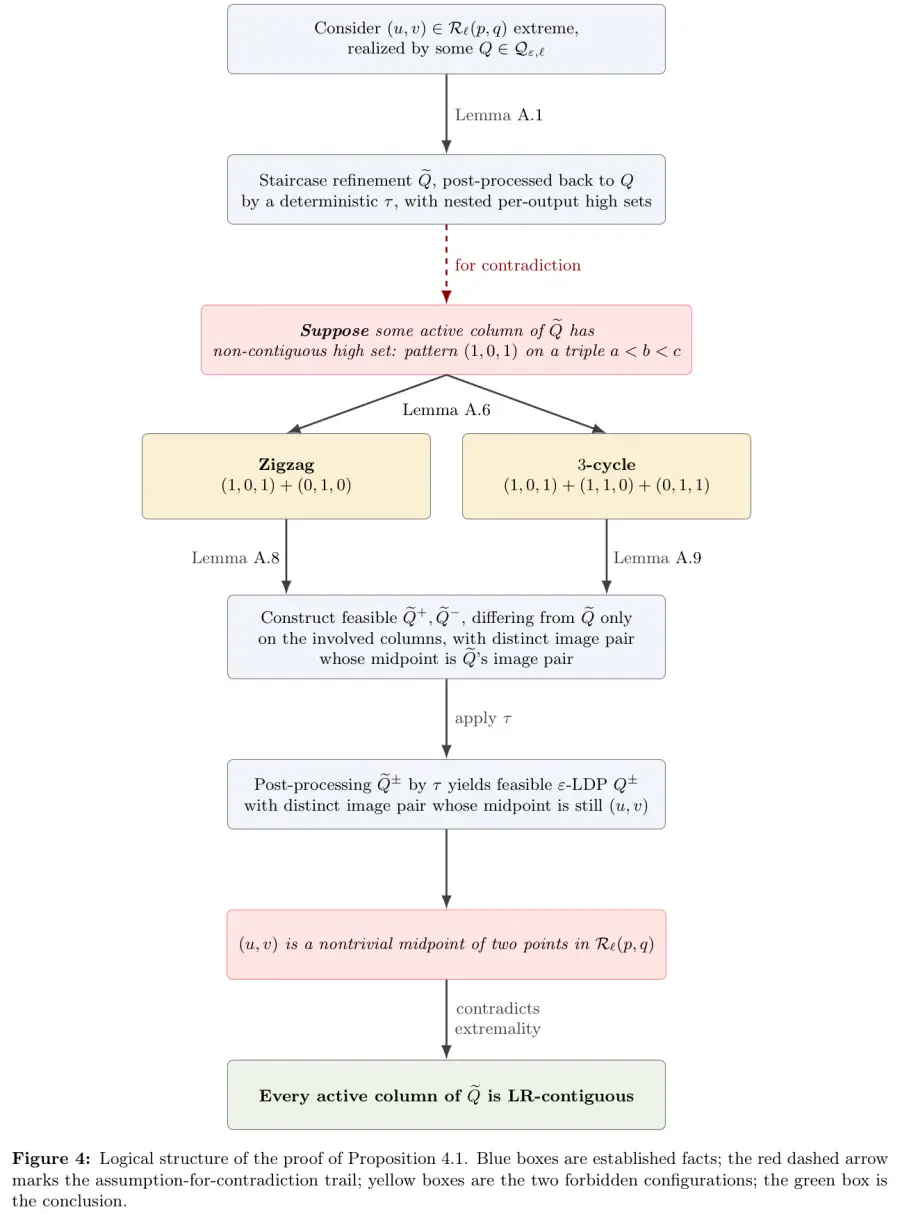 Consider (u, v) ∈ ℛℓ(p, q) extreme,
realized by some Q ∈ 𝒬ε,ℓ
Lemma A.1
Staircase refinement Q̃, post-processed back to Q
by a deterministic τ, with nested per-output high sets
for contradiction
Suppose some active column of Q̃ has
non-contiguous high set: pattern (1, 0, 1) on a triple a < b < c
Lemma A.6
Zigzag
(1, 0, 1) + (0, 1, 0)
3-cycle
(1, 0, 1) + (1, 1, 0) + (0, 1, 1)
Lemma A.8
Lemma A.9
Construct feasible Q̃⁺, Q̃⁻, differing from Q̃ only
on the involved columns, with distinct image pair
whose midpoint is Q̃'s image pair
apply τ
Post-processing Q̃± by τ yields feasible ε-LDP Q±
with distinct image pair whose midpoint is still (u, v)
(u, v) is a nontrivial midpoint of two points in ℛℓ(p, q)
contradicts
extremality
Every active column of Q̃ is LR-contiguous
Figure 4: Logical structure of the proof of Proposition 4.1. Blue boxes are established facts; the red dashed arrow
marks the assumption-for-contradiction trail; yellow boxes are the two forbidden configurations; the green box is
the conclusion.